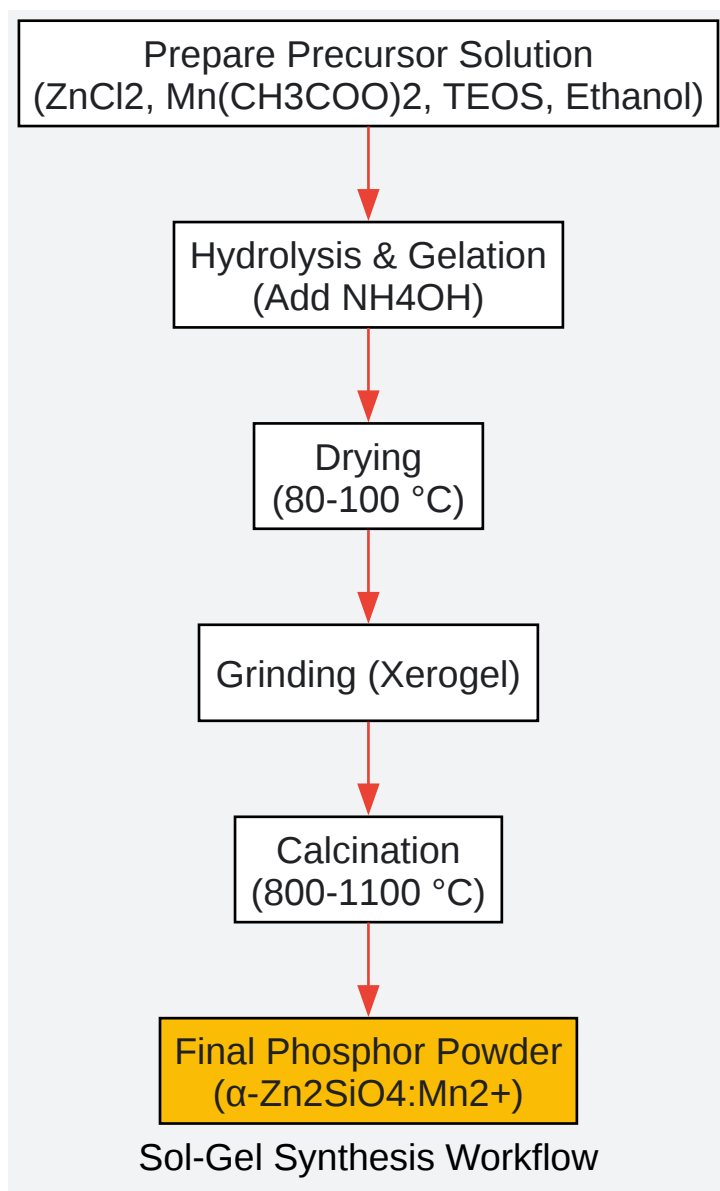 Prepare Precursor Solution
(ZnCl2, Mn(CH3COO)2, TEOS, Ethanol)
Hydrolysis & Gelation
(Add NH4OH)
Drying
(80-100 °C)
Grinding (Xerogel)
Calcination
(800-1100 °C)
Final Phosphor Powder
(α-Zn2SiO4:Mn2+)
Sol-Gel Synthesis Workflow